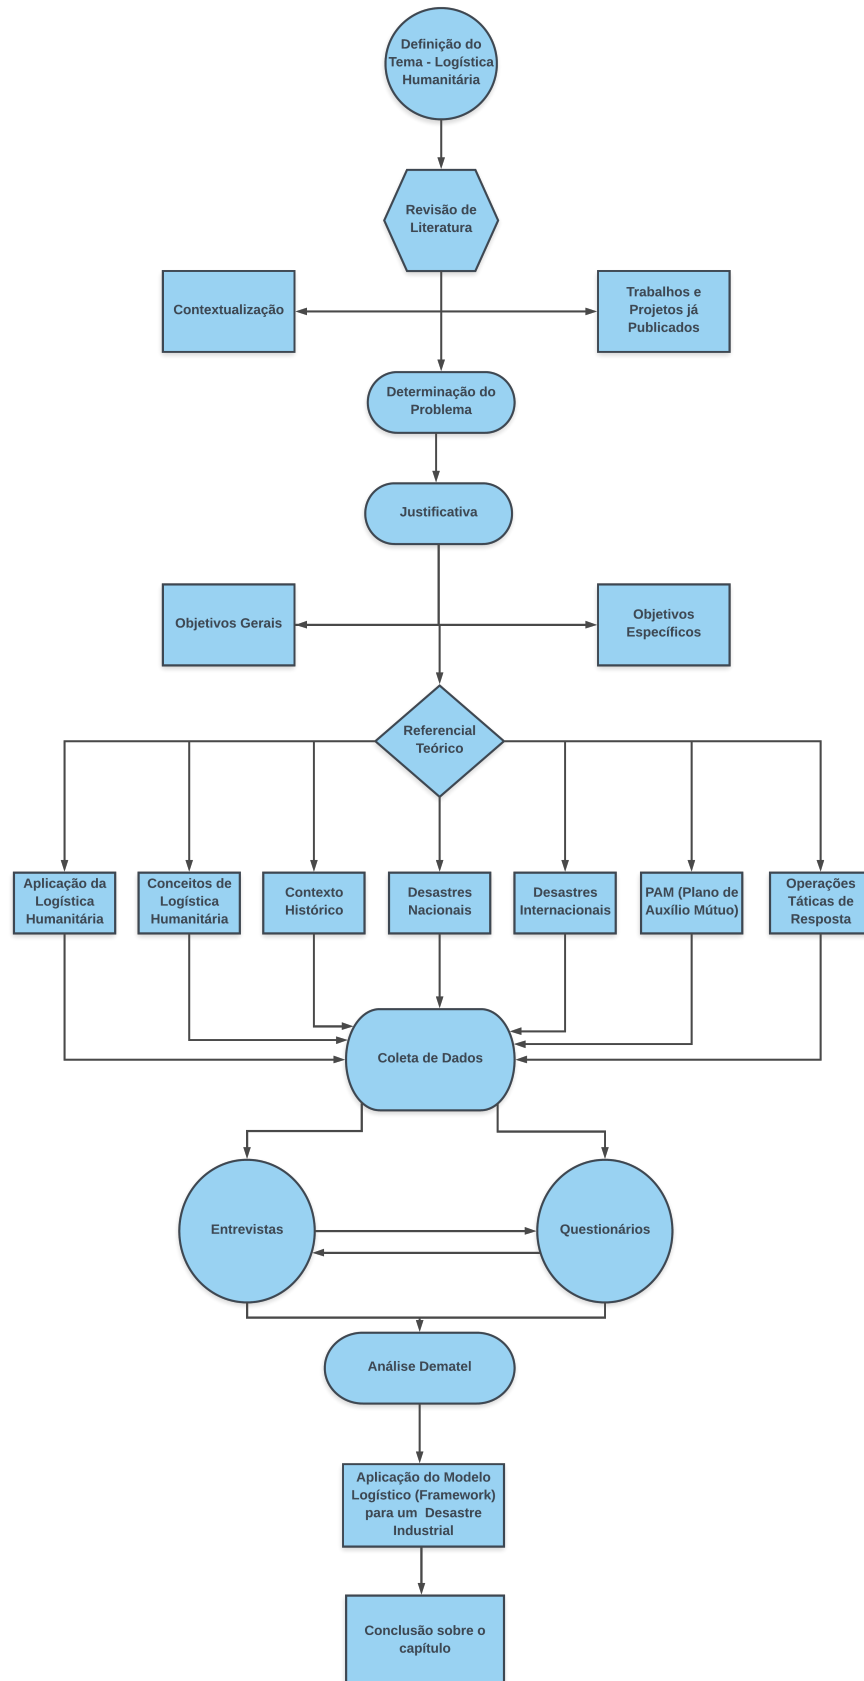 Definição do
Tema - Logística
Humanitária
Revisão de
Literatura
Contextualização
Trabalhos e
Projetos já
Publicados
Determinação do
Problema
Justificativa
Objetivos Gerais
Objetivos
Específicos
Referencial
Teórico
Aplicação da
Logística
Humanitária
Conceitos de
Logística
Humanitária
Contexto
Histórico
Desastres
Nacionais
Desastres
Internacionais
PAM (Plano de
Auxílio Mútuo)
Operações
Táticas de
Resposta
Coleta de Dados
Entrevistas
Questionários
Análise Dematel
Aplicação do Modelo
Logístico (Framework)
para um  Desastre
Industrial
Conclusão sobre o
capítulo